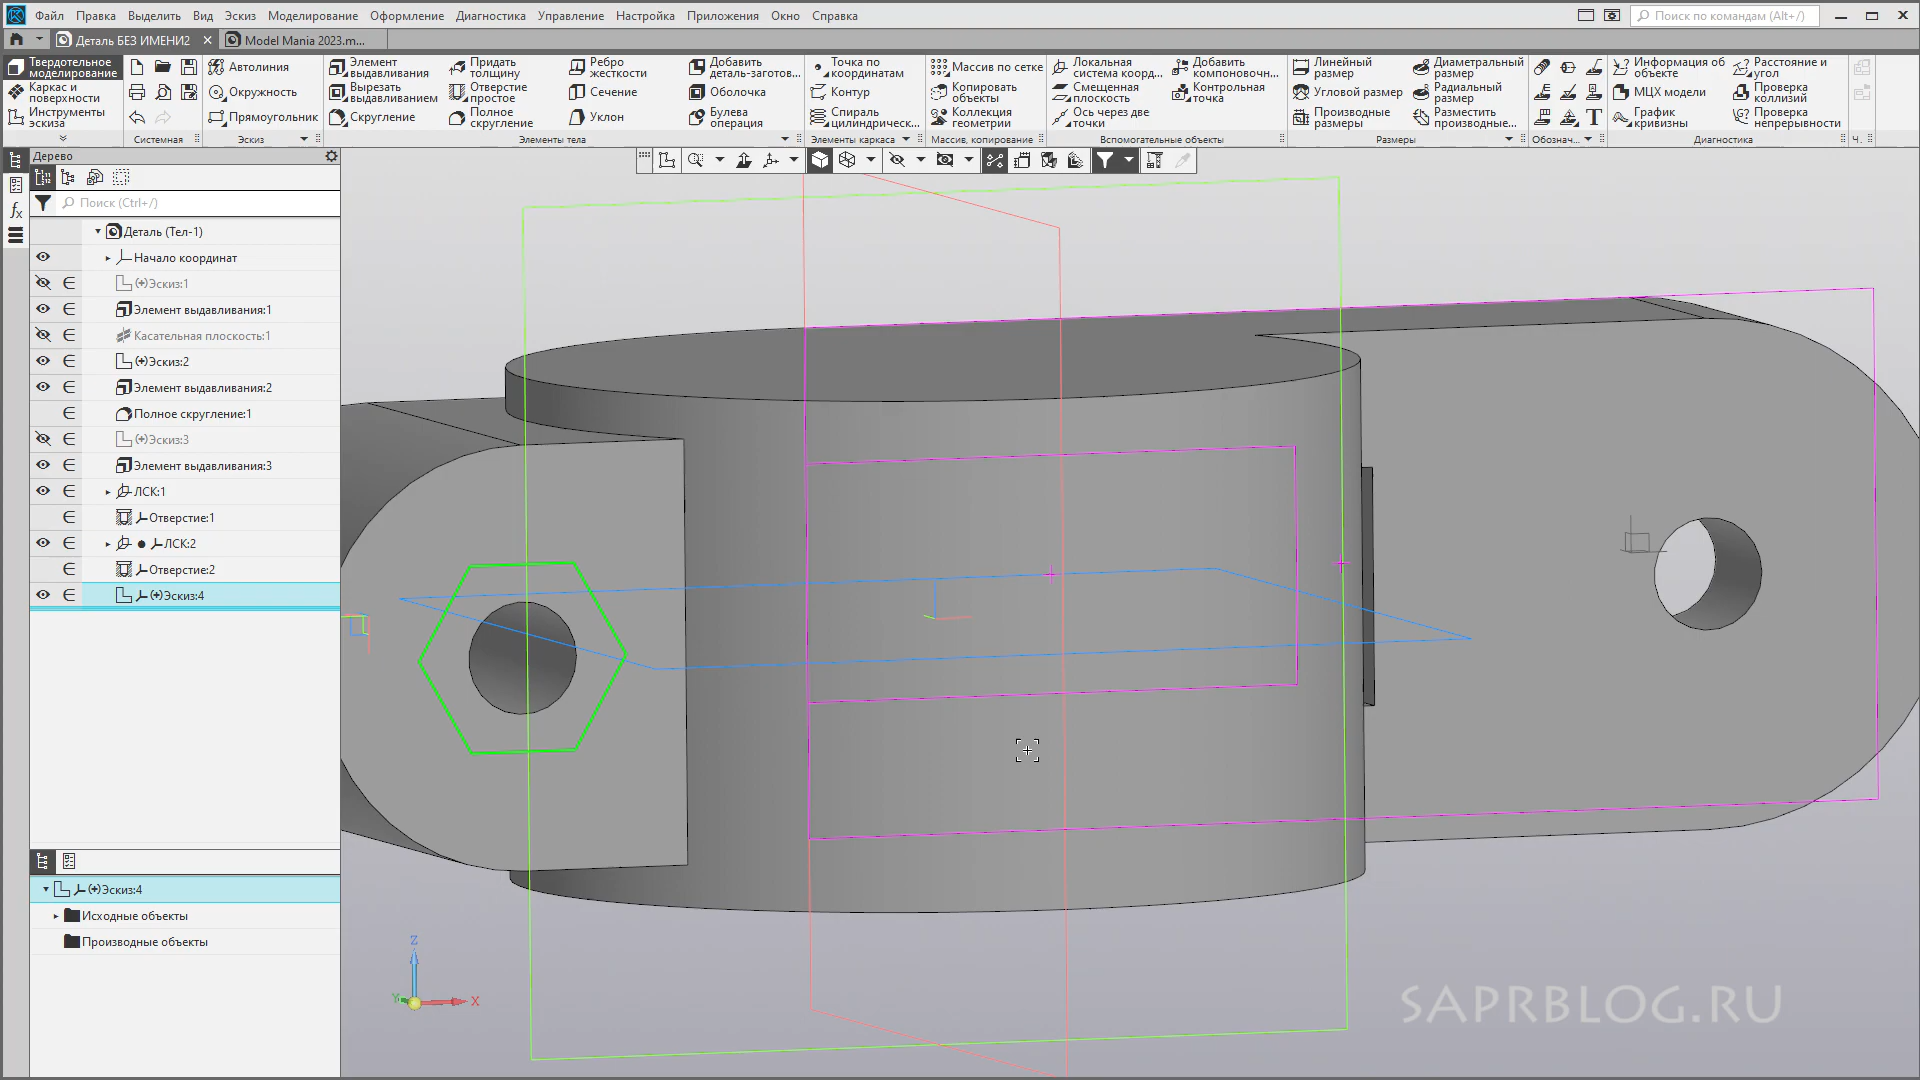 Файл Правка Выделить Вид Эскиз Моделирование Оформление Диагностика Управление Настройка Приложения Окно Справка Поиск по командам (Alt+/)
Деталь БЕЗ ИМЕНИ2 Model Mania 2023.m...
Твердотельное моделирование
Каркас и поверхности
Инструменты эскиза
Системная
Автолиния
Окружность
Прямоугольник
Эскиз
Элемент выдавливания
Вырезать выдавливанием
Скругление
Придать толщину
Отверстие простое
Полное скругление
Ребро жесткости
Сечение
Уклон
Добавить деталь-заготов...
Оболочка
Булева операция
Элементы тела
Точка по координатам
Контур
Спираль цилиндрическ...
Элементы каркаса
Массив по сетке
Копировать объекты
Коллекция геометрии
Массив, копирование
Локальная система коорд...
Смещенная плоскость
Ось через две точки
Добавить компоновочн...
Контрольная точка
Вспомогательные объекты
Линейный размер
Угловой размер
Производные размеры
Диаметральный размер
Радиальный размер
Разместить производные...
Размеры
Обознач...
Информация об объекте
МЦХ модели
График кривизны
Расстояние и угол
Проверка коллизий
Проверка непрерывности
Диагностика
Ч...
Дерево
Поиск (Ctrl+/)
Деталь (Тел-1)
Начало координат
(+)Эскиз:1
Элемент выдавливания:1
Касательная плоскость:1
(+)Эскиз:2
Элемент выдавливания:2
Полное скругление:1
(+)Эскиз:3
Элемент выдавливания:3
ЛСК:1
Отверстие:1
ЛСК:2
Отверстие:2
(+)Эскиз:4
(+)Эскиз:4
Исходные объекты
Производные объекты
Z
Y
X
SAPRBLOG.RU